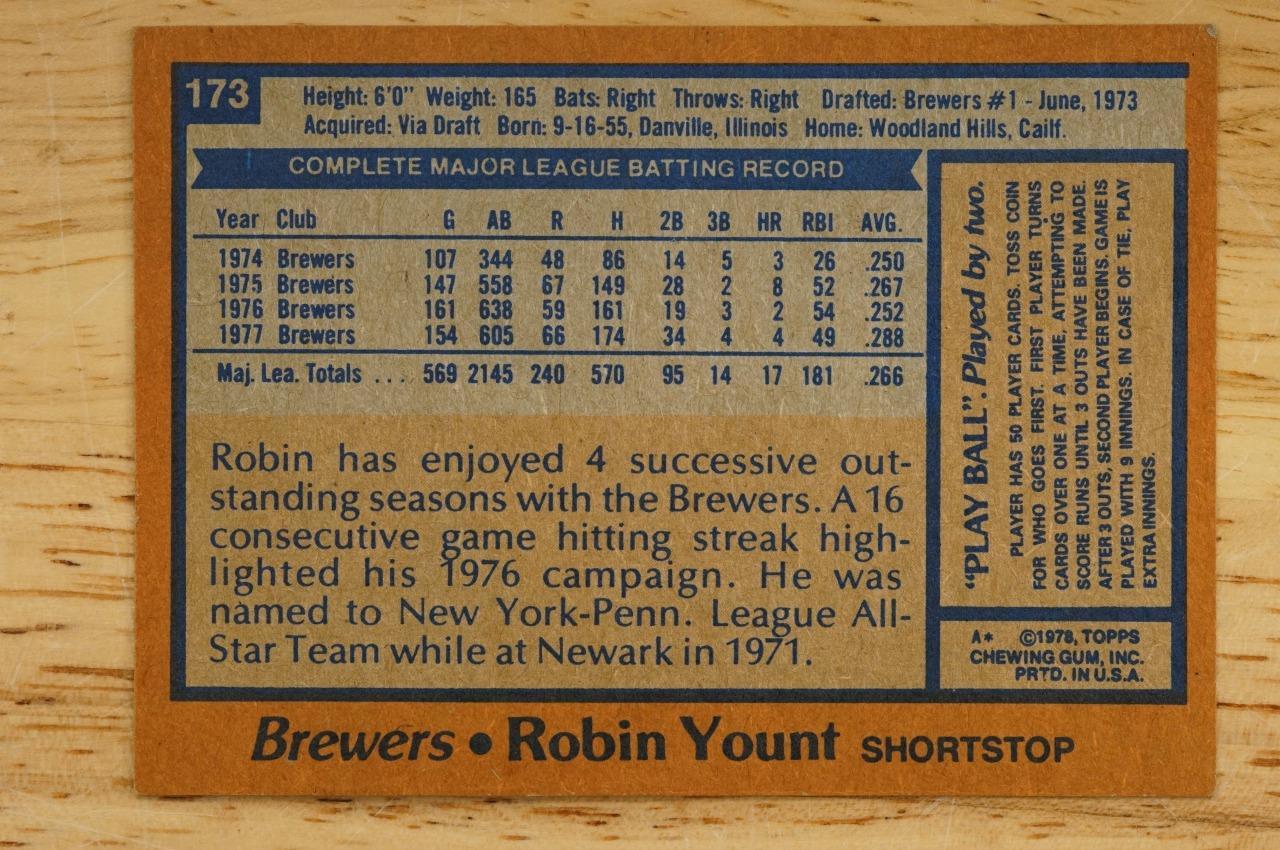 173
Height: 6'0" Weight: 165 Bats: Right Throws: Right Drafted: Brewers #1 - June, 1973
Acquired: Via Draft Born: 9-16-55, Danville, Illinois Home: Woodland Hills, Cailf.
COMPLETE MAJOR LEAGUE BATTING RECORD
Year Club G AB R H 2B 3B HR RBI AVG.
1974 Brewers 107 344 48 86 14 5 3 26 .250
1975 Brewers 147 558 67 149 28 2 8 52 .267
1976 Brewers 161 638 59 161 19 3 2 54 .252
1977 Brewers 154 605 66 174 34 4 4 49 .288
Maj. Lea. Totals ... 569 2145 240 570 95 14 17 181 .266
Robin has enjoyed 4 successive out-
standing seasons with the Brewers. A 16
consecutive game hitting streak high-
lighted his 1976 campaign. He was
named to New York-Penn. League All-
Star Team while at Newark in 1971.
"PLAY BALL". Played by two.
PLAYER HAS 50 PLAYER CARDS. TOSS COIN
FOR WHO GOES FIRST. FIRST PLAYER TURNS
CARDS OVER ONE AT A TIME, ATTEMPTING TO
SCORE RUNS UNTIL 3 OUTS HAVE BEEN MADE.
AFTER 3 OUTS, SECOND PLAYER BEGINS. GAME IS
PLAYED WITH 9 INNINGS. IN CASE OF TIE, PLAY
EXTRA INNINGS.
A* ©1978, TOPPS
CHEWING GUM, INC.
PRTD. IN U.S.A.
Brewers • Robin Yount SHORTSTOP